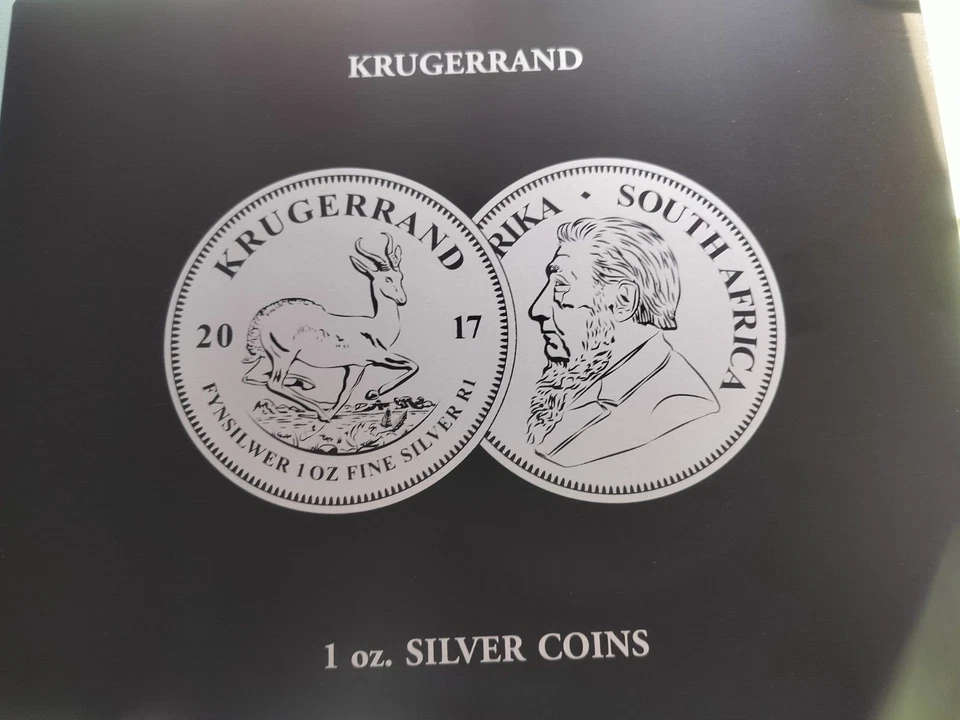 KRUGERRAND
KRUGERRAND
20 17
FYNSILWER 1 OZ FINE SILVER R1
RIKA · SOUTH AFRICA
1 oz. SILVER COINS